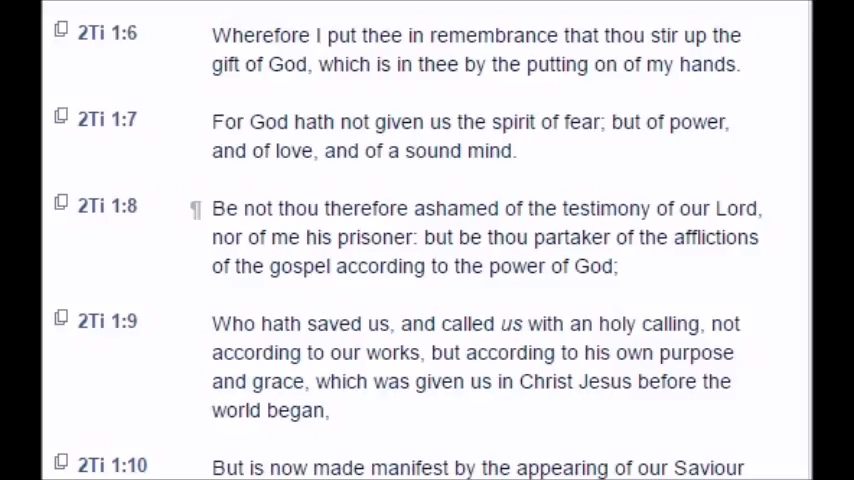 2Ti 1:6 Wherefore I put thee in remembrance that thou stir up the
gift of God, which is in thee by the putting on of my hands.
2Ti 1:7 For God hath not given us the spirit of fear; but of power,
and of love, and of a sound mind.
2Ti 1:8 ¶ Be not thou therefore ashamed of the testimony of our Lord,
nor of me his prisoner: but be thou partaker of the afflictions
of the gospel according to the power of God;
2Ti 1:9 Who hath saved us, and called us with an holy calling, not
according to our works, but according to his own purpose
and grace, which was given us in Christ Jesus before the
world began,
2Ti 1:10 But is now made manifest by the appearing of our Saviour